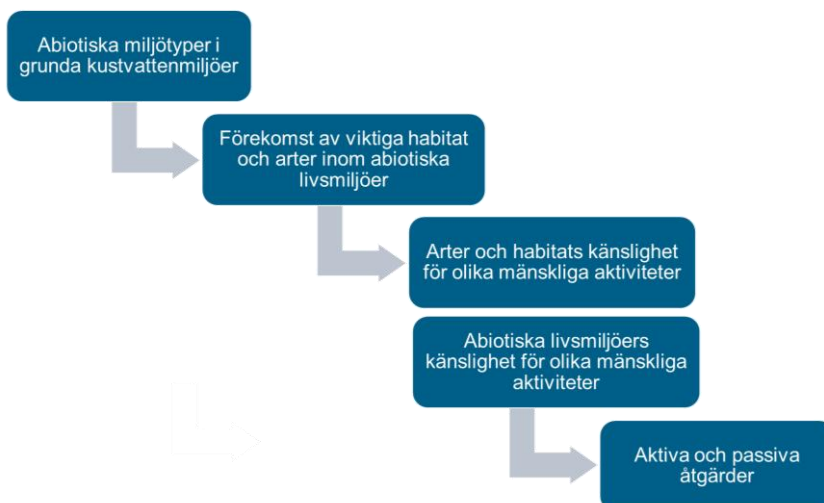 Abiotiska miljötyper i
grunda kustvattenmiljöer
Förekomst av viktiga habitat
och arter inom abiotiska
livsmiljöer
Arter och habitats känslighet
för olika mänskliga aktiviteter
Abiotiska livsmiljöers
känslighet för olika mänskliga
aktiviteter
Aktiva och passiva
åtgärder